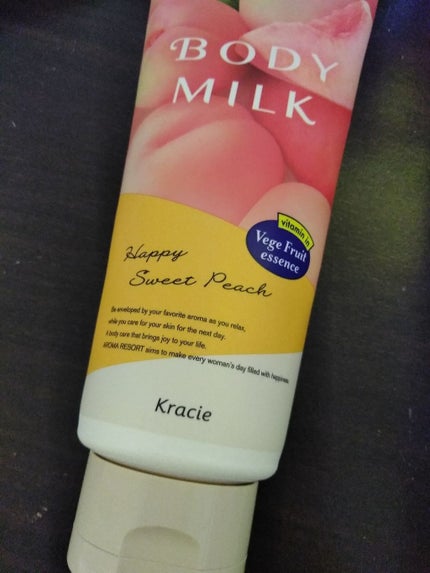 BODY
MILK
vitamin in
Vege Fruit
essence
Happy
Sweet Peach
Be enveloped by your favorite aroma as you relax,
while you care for your skin for the next day.
A body care that brings joy to your life.
AROMA RESORT aims to make every woman's day filled with happiness.
Kracie